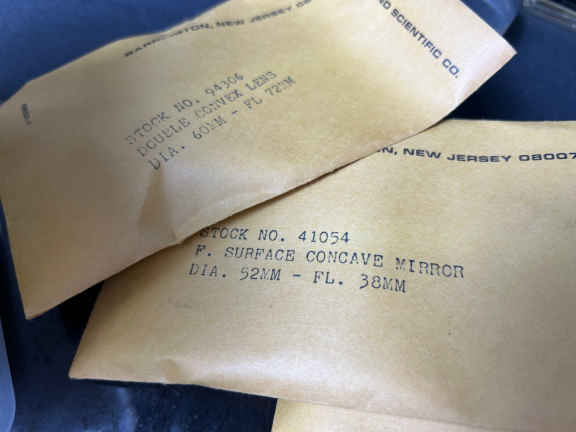 BARRINGTON, NEW JERSEY 08
D SCIENTIFIC CO.
STOCK NO. 94306
DOUBLE CONVEX LENS
DIA. 60MM - FL 72MM
N, NEW JERSEY 08007
STOCK NO. 41054
F. SURFACE CONCAVE MIRROR
DIA. 52MM - FL. 38MM